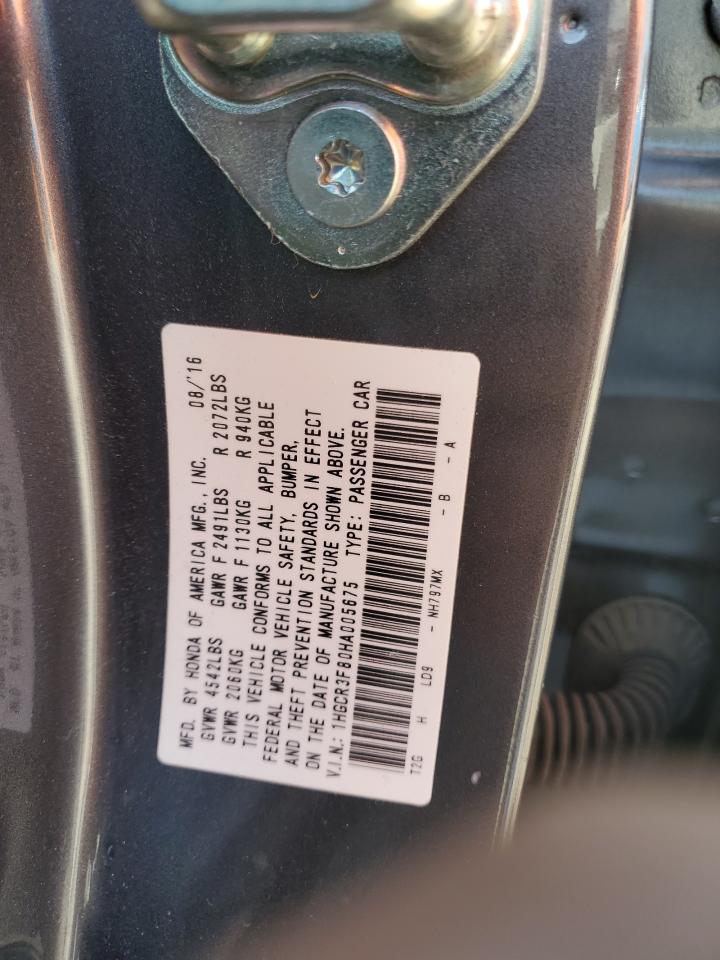 MFD. BY HONDA OF AMERICA MFG., INC. 08/'16
GVWR 4542LBS GAWR F 2491LBS R 2072LBS
GVWR 2060KG GAWR F 1130KG R 940KG
THIS VEHICLE CONFORMS TO ALL APPLICABLE
FEDERAL MOTOR VEHICLE SAFETY, BUMPER,
AND THEFT PREVENTION STANDARDS IN EFFECT
ON THE DATE OF MANUFACTURE SHOWN ABOVE.
V.I.N.: 1HGCR3F80HA005675 TYPE: PASSENGER CAR
T2G H LD9 - NH797MX - B - A